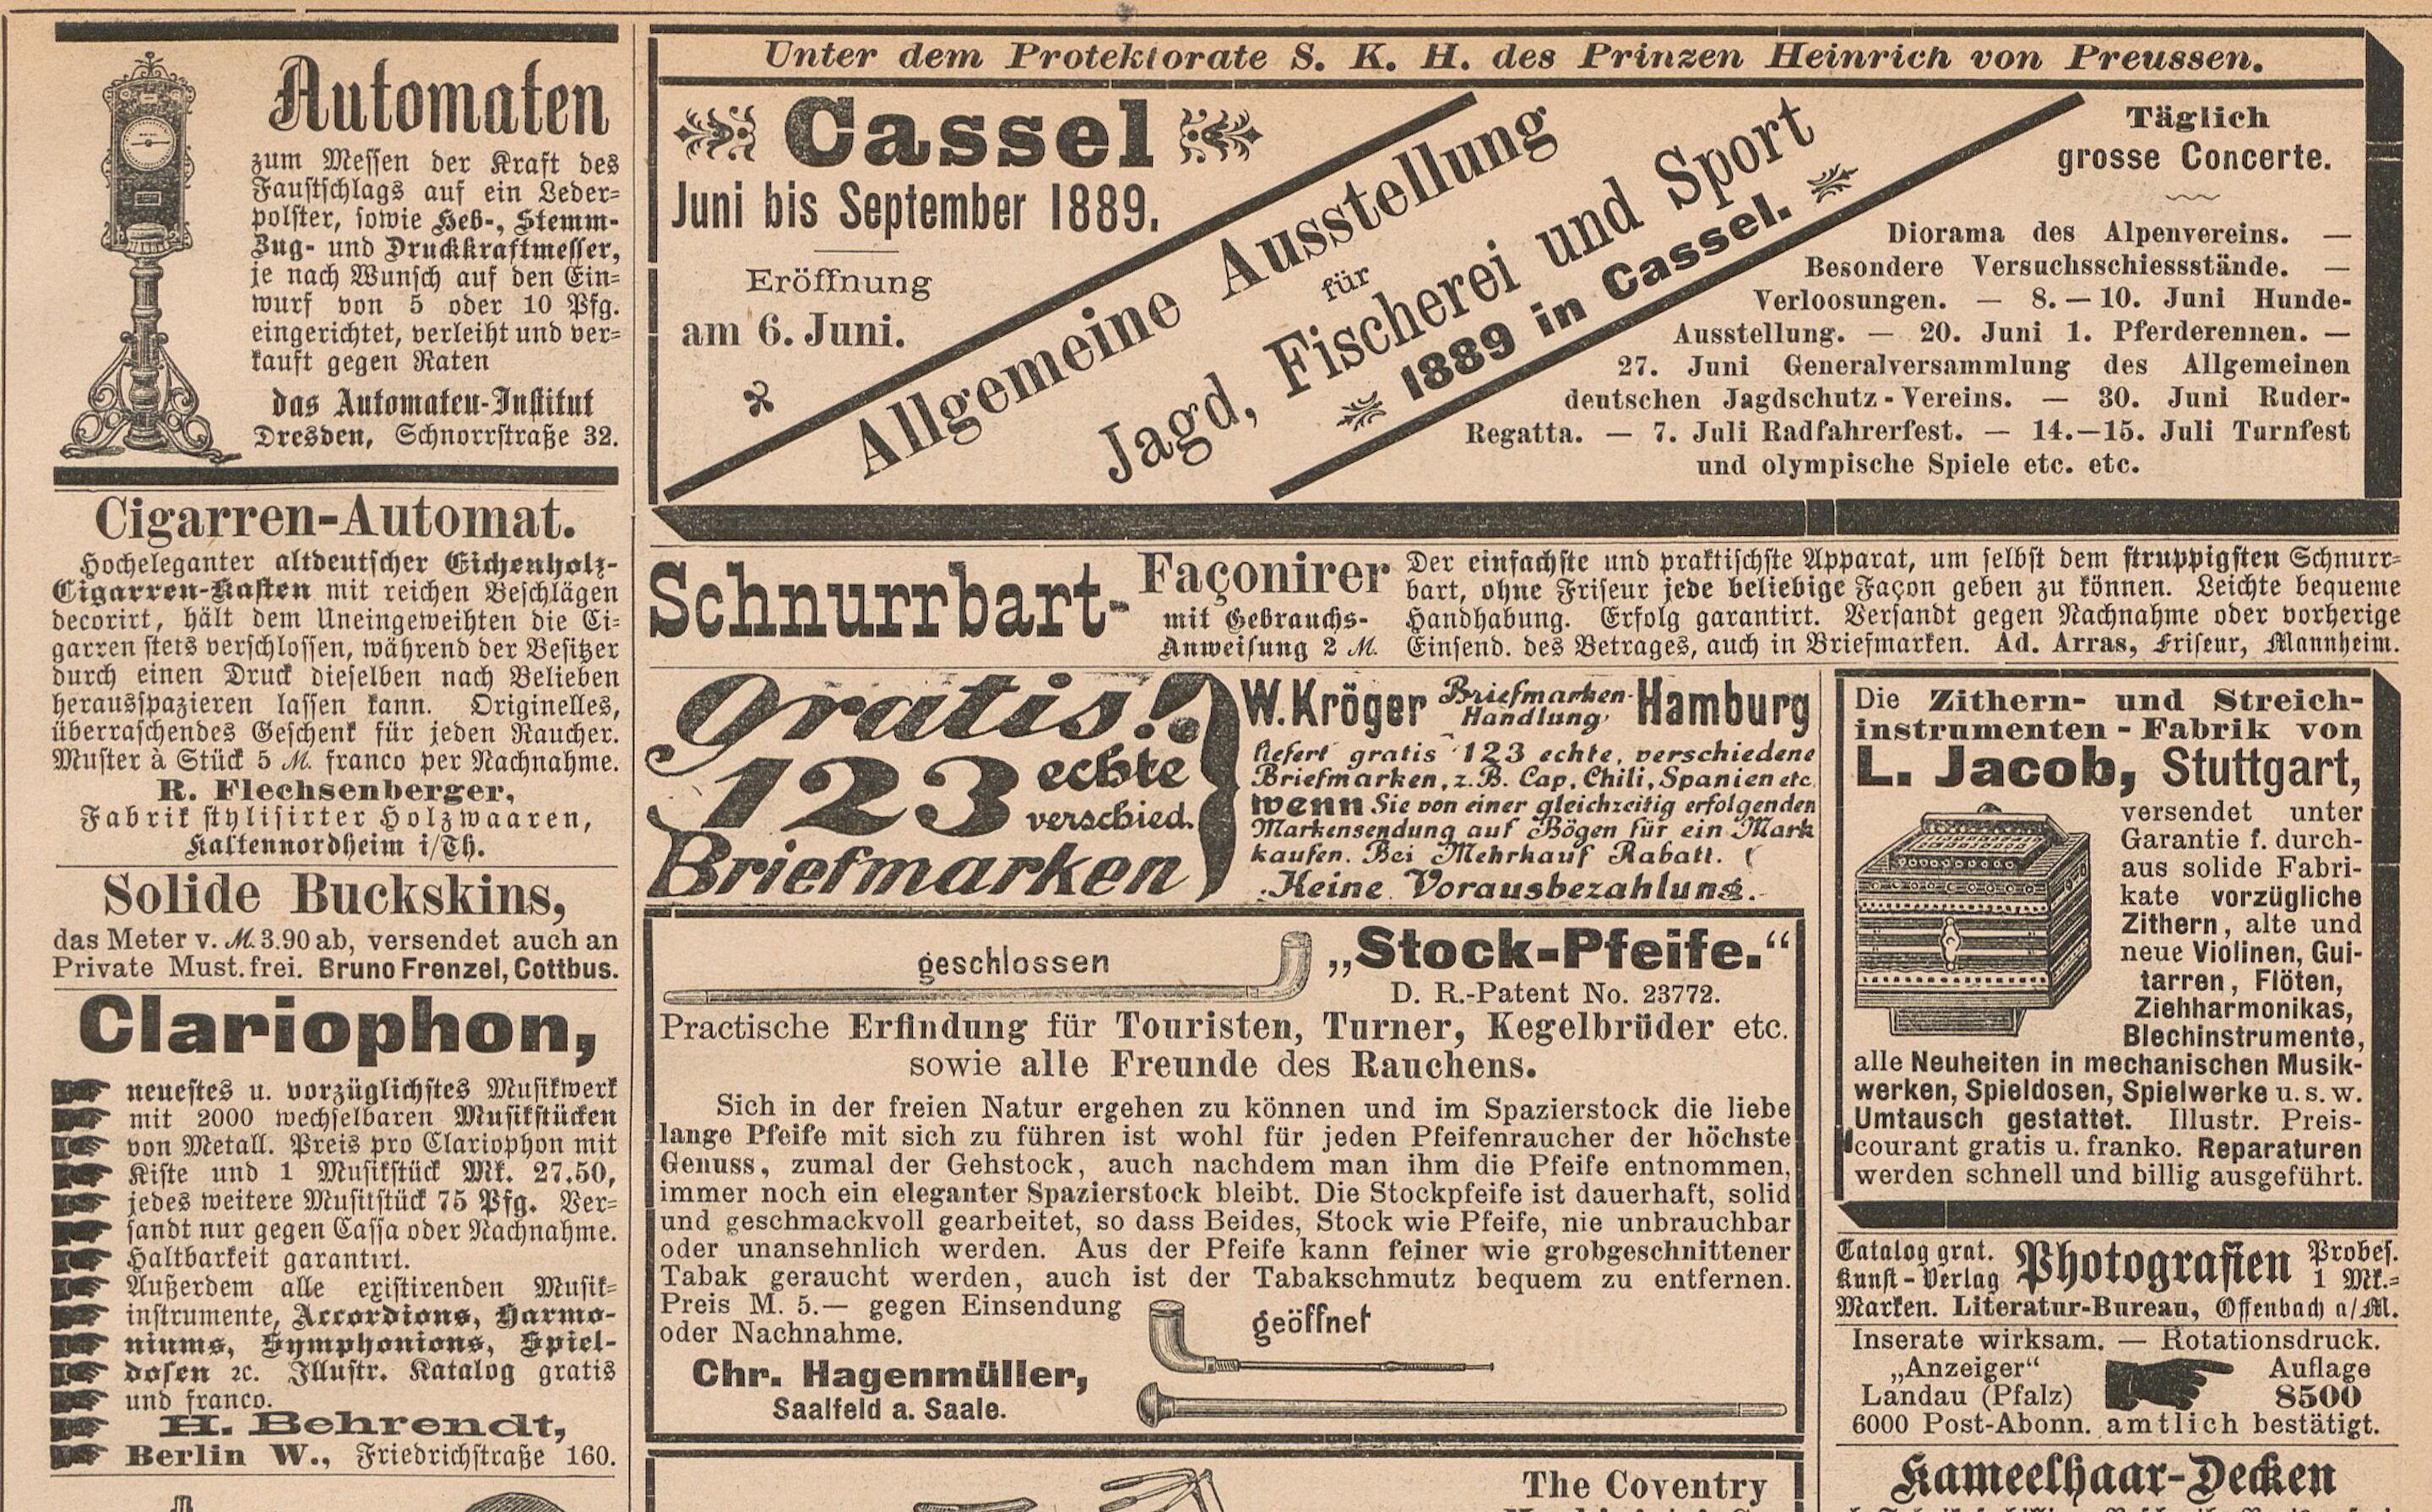 Automaten
zum Messen der Kraft des
Faustschlags auf ein Leder-
polster, sowie Heb-, Stemm-
Zug- und Druckkraftmesser,
je nach Wunsch auf den Ein-
wurf von 5 oder 10 Pfg.
eingerichtet, verleiht und ver-
kauft gegen Raten
das Automaten-Institut
Dresden, Schnorrstraße 32.
Cigarren-Automat.
Hocheleganter altdeutscher Eichenholz-
Cigarren-Kasten mit reichen Beschlägen
decorirt, hält dem Uneingeweihten die Ci-
garren stets verschlossen, während der Besitzer
durch einen Druck dieselben nach Belieben
herausspazieren lassen kann. Originelles,
überraschendes Geschenk für jeden Raucher.
Muster à Stück 5 M. franco per Nachnahme.
R. Flechsenberger,
Fabrik stylisirter Holzwaaren,
Kaltennordheim i/Th.
Solide Buckskins,
das Meter v. M. 3.90 ab, versendet auch an
Private Must. frei. Bruno Frenzel, Cottbus.
Clariophon,
neuestes u. vorzüglichstes Musikwerk
mit 2000 wechselbaren Musikstücken
von Metall. Preis pro Clariophon mit
Kiste und 1 Musikstück Mk. 27.50,
jedes weitere Musikstück 75 Pfg. Ver-
sandt nur gegen Cassa oder Nachnahme.
Haltbarkeit garantirt.
Außerdem alle existirenden Musik-
instrumente, Accordions, Harmo-
niums, Symphonions, Spiel-
dosen ꝛc. Illustr. Katalog gratis
und franco.
H. Behrendt,
Berlin W., Friedrichstraße 160.
Unter dem Protektorate S. K. H. des Prinzen Heinrich von Preussen.
Cassel
Juni bis September 1889.
Eröffnung
am 6. Juni.
Allgemeine Ausstellung
für
Jagd, Fischerei und Sport
1889 in Cassel.
Täglich
grosse Concerte.
Diorama des Alpenvereins. —
Besondere Versuchsschiessstände. —
Verloosungen. — 8. — 10. Juni Hunde-
Ausstellung. — 20. Juni 1. Pferderennen. —
27. Juni Generalversammlung des Allgemeinen
deutschen Jagdschutz-Vereins. — 30. Juni Ruder-
Regatta. — 7. Juli Radfahrerfest. — 14.—15. Juli Turnfest
und olympische Spiele etc. etc.
Schnurrbart-Façonirer
mit Gebrauchs-
Anweisung 2 M.
Der einfachste und praktischste Apparat, um selbst dem struppigsten Schnurr-
bart, ohne Friseur jede beliebige Façon geben zu können. Leichte bequeme
Handhabung. Erfolg garantirt. Versandt gegen Nachnahme oder vorherige
Einsend. des Betrages, auch in Briefmarken. Ad. Arras, Friseur, Mannheim.
Gratis!
123 echte
verschied.
Briefmarken
W. Kröger Briefmarken-Handlung, Hamburg
liefert gratis 123 echte, verschiedene
Briefmarken, z. B. Cap, Chili, Spanien etc.
wenn Sie von einer gleichzeitig erfolgenden
Markensendung auf Bögen für ein Mark
kaufen. Bei Mehrkauf Rabatt.
Keine Vorausbezahlung.
geschlossen
„Stock-Pfeife.“
D. R.-Patent No. 23772.
Practische Erfindung für Touristen, Turner, Kegelbrüder etc.
sowie alle Freunde des Rauchens.
Sich in der freien Natur ergehen zu können und im Spazierstock die liebe
lange Pfeife mit sich zu führen ist wohl für jeden Pfeifenraucher der höchste
Genuss, zumal der Gehstock, auch nachdem man ihm die Pfeife entnommen,
immer noch ein eleganter Spazierstock bleibt. Die Stockpfeife ist dauerhaft, solid
und geschmackvoll gearbeitet, so dass Beides, Stock wie Pfeife, nie unbrauchbar
oder unansehnlich werden. Aus der Pfeife kann feiner wie grobgeschnittener
Tabak geraucht werden, auch ist der Tabakschmutz bequem zu entfernen.
Preis M. 5.— gegen Einsendung
oder Nachnahme.
geöffnet
Chr. Hagenmüller,
Saalfeld a. Saale.
The Coventry
Die Zithern- und Streich-
instrumenten-Fabrik von
L. Jacob, Stuttgart,
versendet unter
Garantie f. durch-
aus solide Fabri-
kate vorzügliche
Zithern, alte und
neue Violinen, Gui-
tarren, Flöten,
Ziehharmonikas,
Blechinstrumente,
alle Neuheiten in mechanischen Musik-
werken, Spieldosen, Spielwerke u. s. w.
Umtausch gestattet. Illustr. Preis-
courant gratis u. franko. Reparaturen
werden schnell und billig ausgeführt.
Catalog grat. Photografien Probes.
Kunst-Verlag 1 Mk.=
Marken. Literatur-Bureau, Offenbach a/M.
Inserate wirksam. — Rotationsdruck.
„Anzeiger“ Auflage
Landau (Pfalz) 8500
6000 Post-Abonn. amtlich bestätigt.
Kameelhaar-Decken